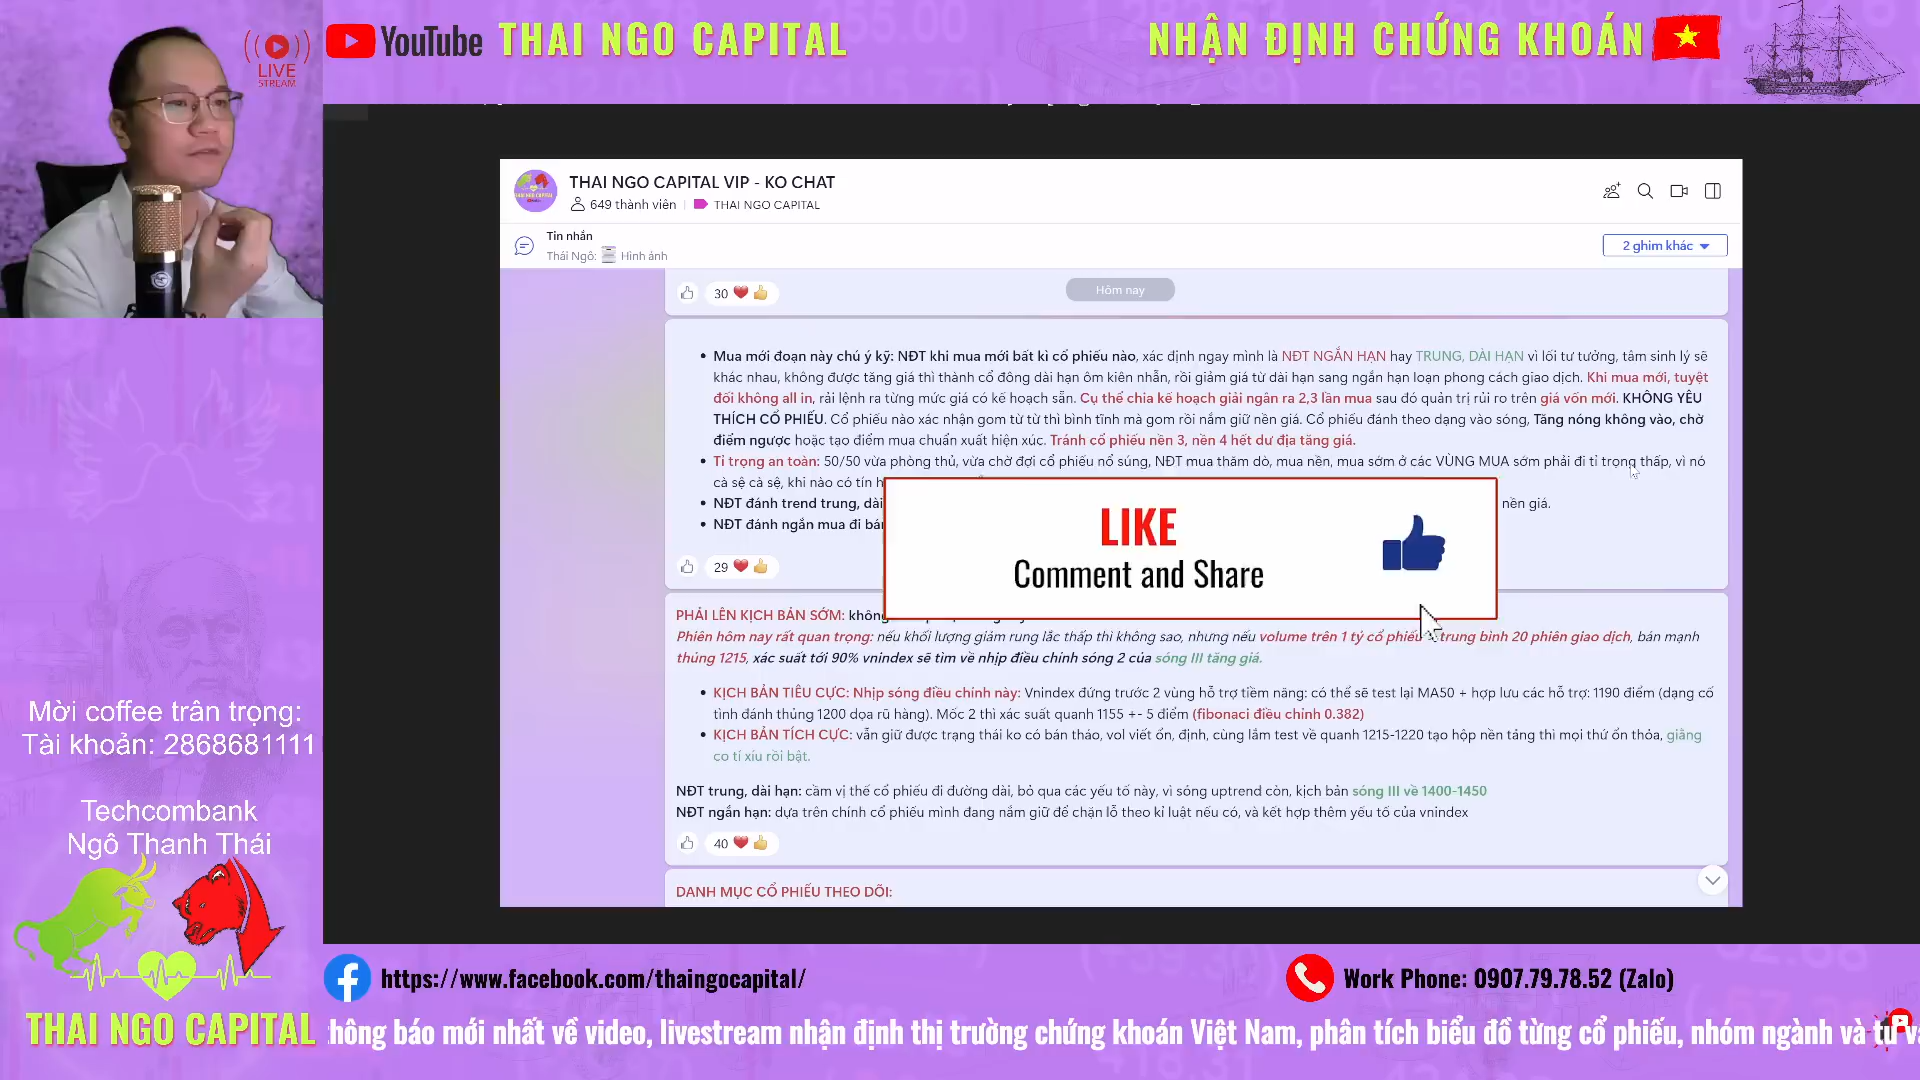 LIVE
STREAM
YouTube THAI NGO CAPITAL
NHẬN ĐỊNH CHỨNG KHOÁN
THAI NGO CAPITAL VIP - KO CHAT
649 thành viên
THAI NGO CAPITAL
Tin nhắn
Thái Ngô: Hình ảnh
2 ghim khác
30
Hôm nay
Mua mới đoạn này chú ý kỹ: NĐT khi mua mới bất kì cổ phiếu nào, xác định ngay mình là NĐT NGẮN HẠN hay TRUNG, DÀI HẠN vì lối tư tưởng, tâm sinh lý sẽ
khác nhau, không được tăng giá thì thành cổ đông dài hạn ôm kiên nhẫn, rồi giảm giá từ dài hạn sang ngắn hạn loạn phong cách giao dịch. Khi mua mới, tuyệt
đối không all in, rải lệnh ra từng mức giá có kế hoạch sẵn. Cụ thể chia kế hoạch giải ngân ra 2,3 lần mua sau đó quản trị rủi ro trên giá vốn mới. KHÔNG YÊU
THÍCH CỔ PHIẾU. Cổ phiếu nào xác nhận gom từ từ thì bình tĩnh mà gom rồi nắm giữ nền giá. Cổ phiếu đánh theo dạng vào sóng, Tăng nóng không vào, chờ
điểm ngược hoặc tạo điểm mua chuẩn xuất hiện xúc. Tránh cổ phiếu nền 3, nền 4 hết dư địa tăng giá.
Tỉ trọng an toàn: 50/50 vừa phòng thủ, vừa chờ đợi cổ phiếu nổ súng, NĐT mua thăm dò, mua nền, mua sớm ở các VÙNG MUA sớm phải đi tỉ trọng thấp, vì nó
cà sệ cà sệ, khi nào có tín
NĐT đánh trend trung, dài nền giá.
NĐT đánh ngắn mua đi bán
29
LIKE
Comment and Share
PHẢI LÊN KỊCH BẢN SỚM: không
Phiên hôm nay rất quan trọng: nếu khối lượng giảm rung lắc thấp thì không sao, nhưng nếu volume trên 1 tỷ cổ phiếu trung bình 20 phiên giao dịch, bán mạnh
thủng 1215, xác suất tới 90% vnindex sẽ tìm về nhịp điều chỉnh sóng 2 của sóng III tăng giá.
KỊCH BẢN TIÊU CỰC: Nhịp sóng điều chỉnh này: Vnindex đứng trước 2 vùng hỗ trợ tiềm năng: có thể sẽ test lại MA50 + hợp lưu các hỗ trợ: 1190 điểm (dạng cố
tình đánh thủng 1200 dọa rũ hàng). Mốc 2 thì xác suất quanh 1155 +- 5 điểm (fibonaci điều chỉnh 0.382)
KỊCH BẢN TÍCH CỰC: vẫn giữ được trạng thái ko có bán tháo, vol viết ổn, định, cùng lắm test về quanh 1215-1220 tạo hộp nền tảng thì mọi thứ ổn thỏa, giằng
co tí xíu rồi bật.
NĐT trung, dài hạn: cầm vị thế cổ phiếu đi đường dài, bỏ qua các yếu tố này, vì sóng uptrend còn, kịch bản sóng III về 1400-1450
NĐT ngắn hạn: dựa trên chính cổ phiếu mình đang nắm giữ để chặn lỗ theo kỉ luật nếu có, và kết hợp thêm yếu tố của vnindex
40
DANH MỤC CỔ PHIẾU THEO DÕI:
Mời coffee trân trọng:
Tài khoản: 2868681111
Techcombank
Ngô Thanh Thái
THAI NGO CAPITAL
https://www.facebook.com/thaingocapital/
Work Phone: 0907.79.78.52 (Zalo)
thông báo mới nhất về video, livestream nhận định thị trường chứng khoán Việt Nam, phân tích biểu đồ từng cổ phiếu, nhóm ngành và